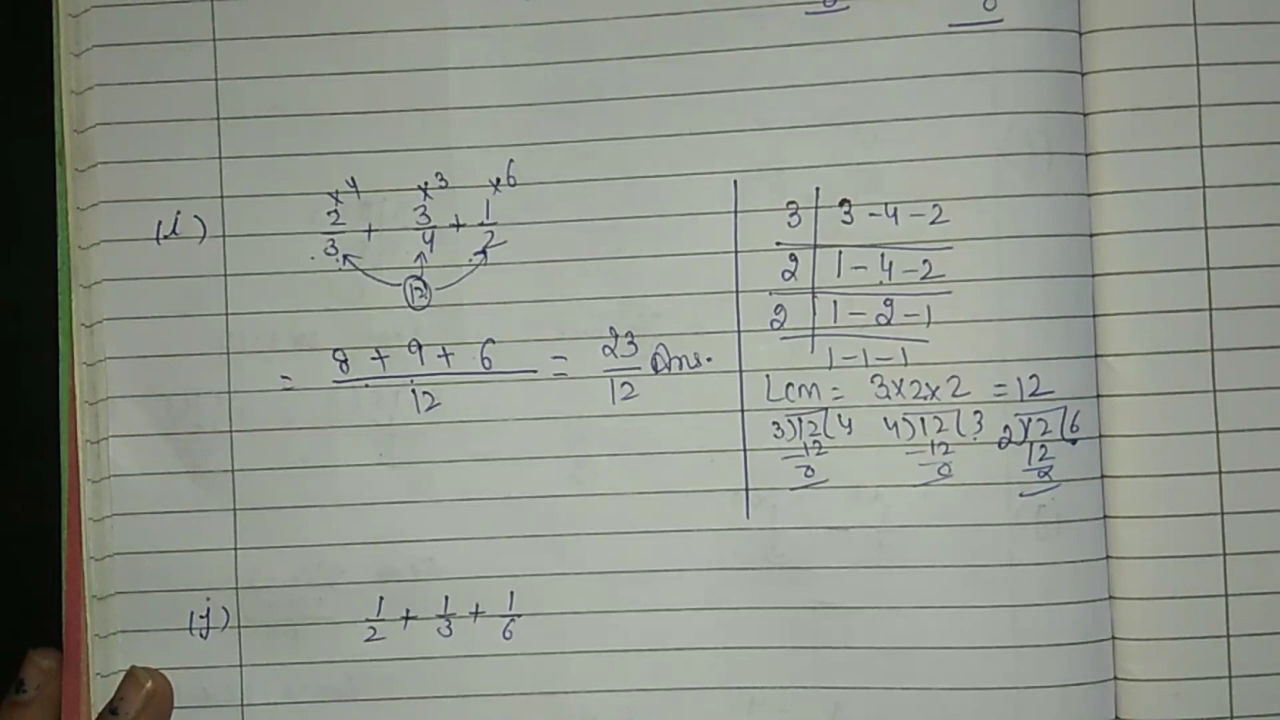 ×4 ×3 ×6
(i) 2/3 + 3/4 + 1/2
12
= 8 + 9 + 6 / 12 = 23/12 Ans.
3 | 3 - 4 - 2
2 | 1 - 4 - 2
2 | 1 - 2 - 1
1 - 1 - 1
Lcm = 3×2×2 = 12
3)12(4 4)12(3 2)12(6
-12 -12 12
0 0 0
(j) 1/2 + 1/3 + 1/6